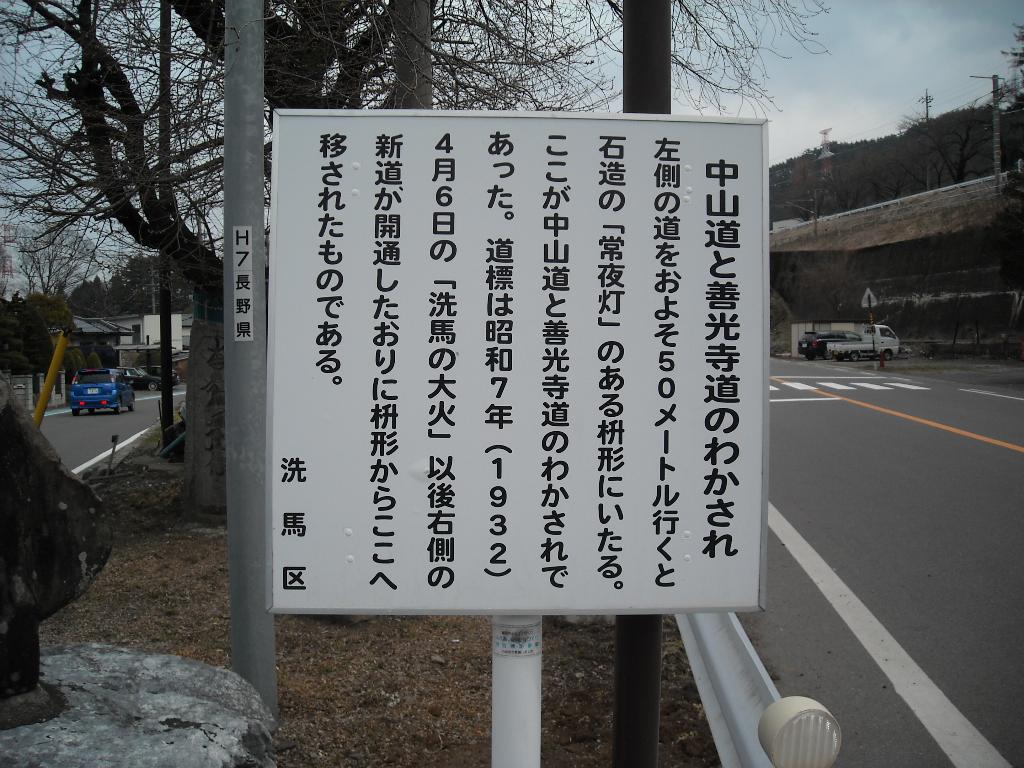 中山道と善光寺道のわかされ
左側の道をおよそ50メートル行くと
石造の「常夜灯」のある枡形にいたる。
ここが中山道と善光寺道のわかされで
あった。道標は昭和7年(1932)
4月6日の「洗馬の大火」以後右側の
新道が開通したおりに枡形からここへ
移されたものである。
洗馬区
H7長野県